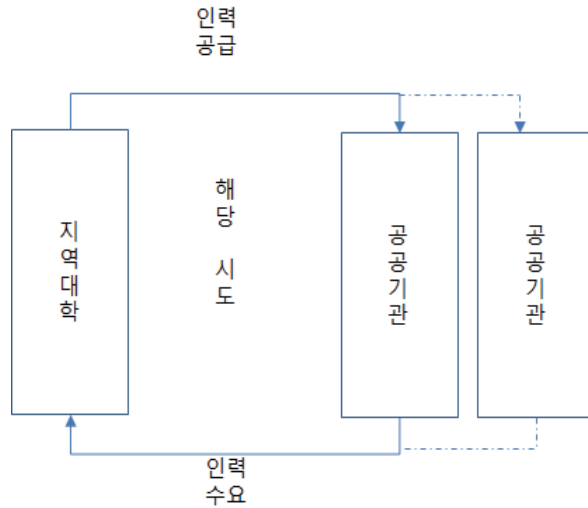 인력
공급
지역대학
해당 시도
공공기관
공공기관
인력
수요